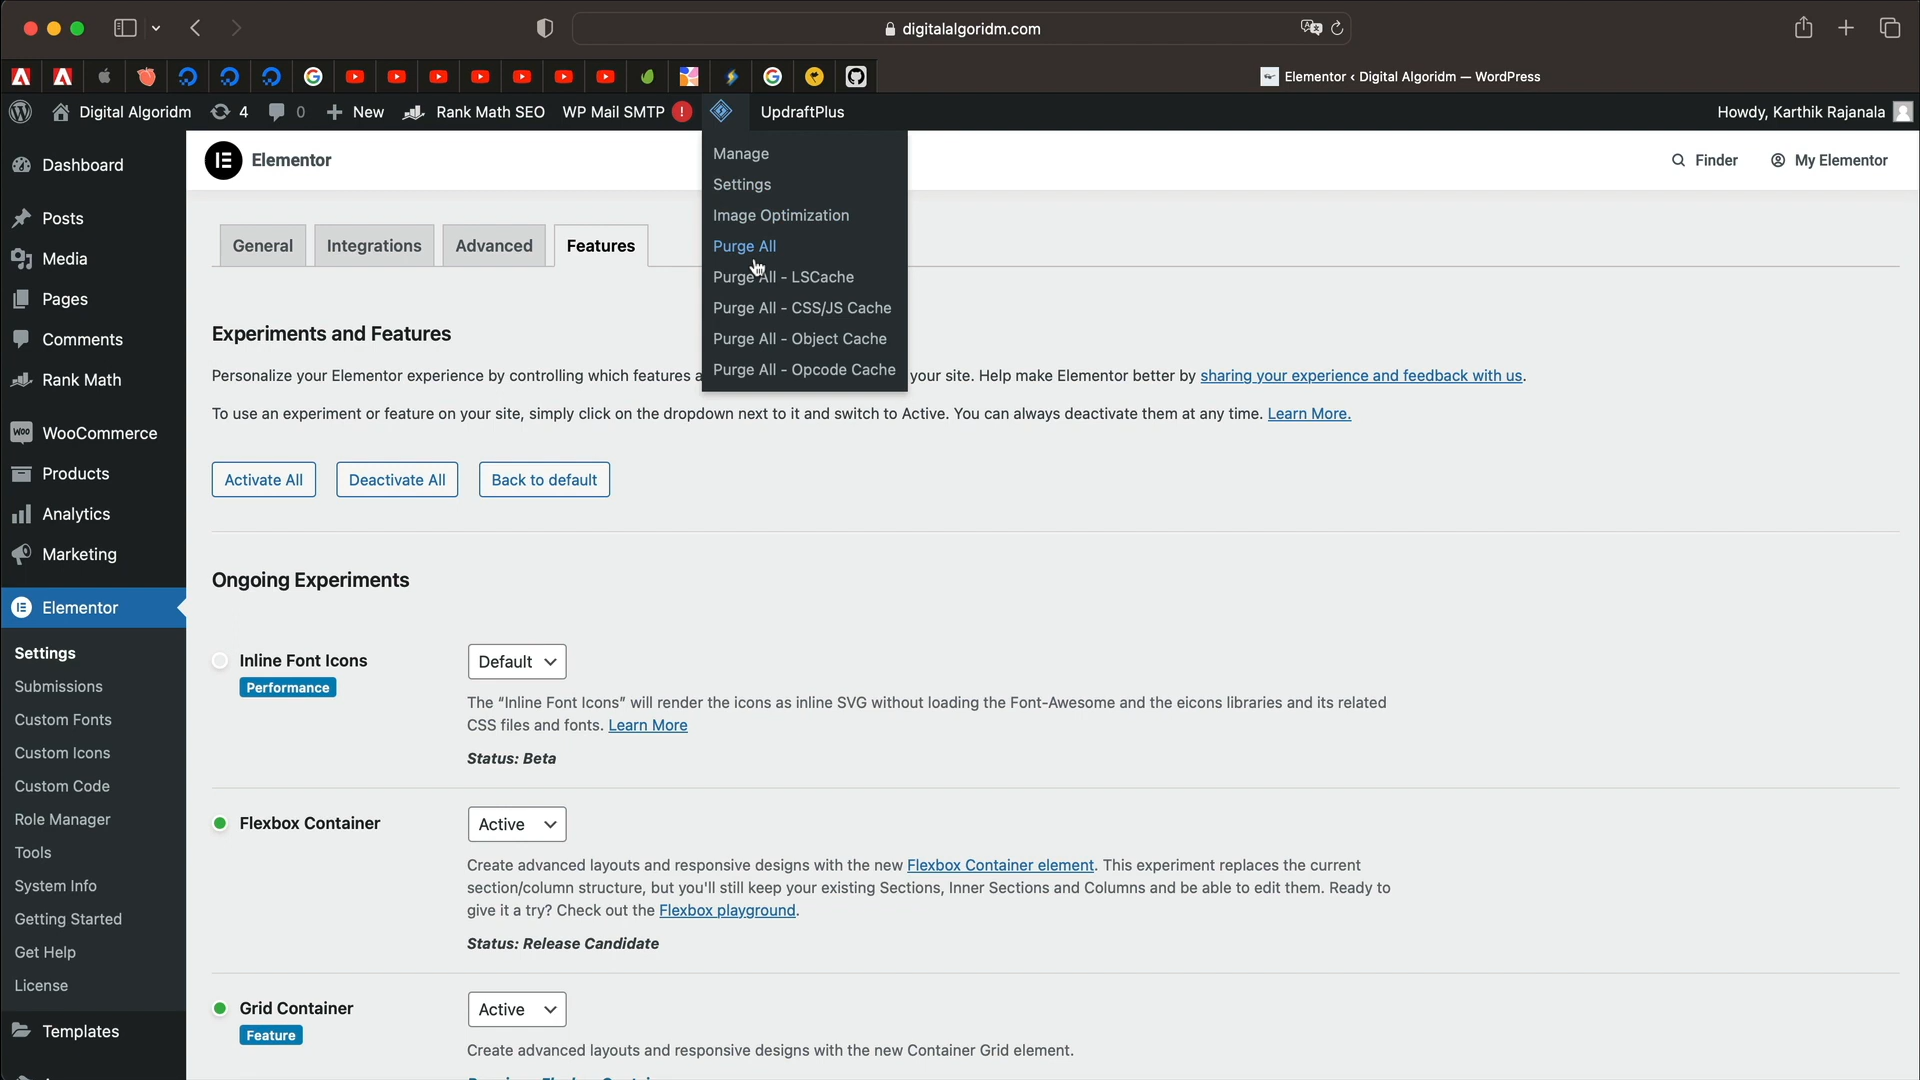 digitalalgoridm.com
Elementor < Digital Algoridm — WordPress
Digital Algoridm 4 0 New Rank Math SEO WP Mail SMTP ! UpdraftPlus Howdy, Karthik Rajanala
Dashboard
Posts
Media
Pages
Comments
Rank Math
WooCommerce
Products
Analytics
Marketing
Elementor
Settings
Submissions
Custom Fonts
Custom Icons
Custom Code
Role Manager
Tools
System Info
Getting Started
Get Help
License
Templates
Elementor
Finder My Elementor
Manage
Settings
Image Optimization
Purge All
Purge All - LSCache
Purge All - CSS/JS Cache
Purge All - Object Cache
Purge All - Opcode Cache
General Integrations Advanced Features
Experiments and Features
Personalize your Elementor experience by controlling which features your site. Help make Elementor better by sharing your experience and feedback with us.
To use an experiment or feature on your site, simply click on the dropdown next to it and switch to Active. You can always deactivate them at any time. Learn More.
Activate All Deactivate All Back to default
Ongoing Experiments
Inline Font Icons
Performance
Default
The “Inline Font Icons” will render the icons as inline SVG without loading the Font-Awesome and the eicons libraries and its related
CSS files and fonts. Learn More
Status: Beta
Flexbox Container
Active
Create advanced layouts and responsive designs with the new Flexbox Container element. This experiment replaces the current
section/column structure, but you'll still keep your existing Sections, Inner Sections and Columns and be able to edit them. Ready to
give it a try? Check out the Flexbox playground.
Status: Release Candidate
Grid Container
Feature
Active
Create advanced layouts and responsive designs with the new Container Grid element.